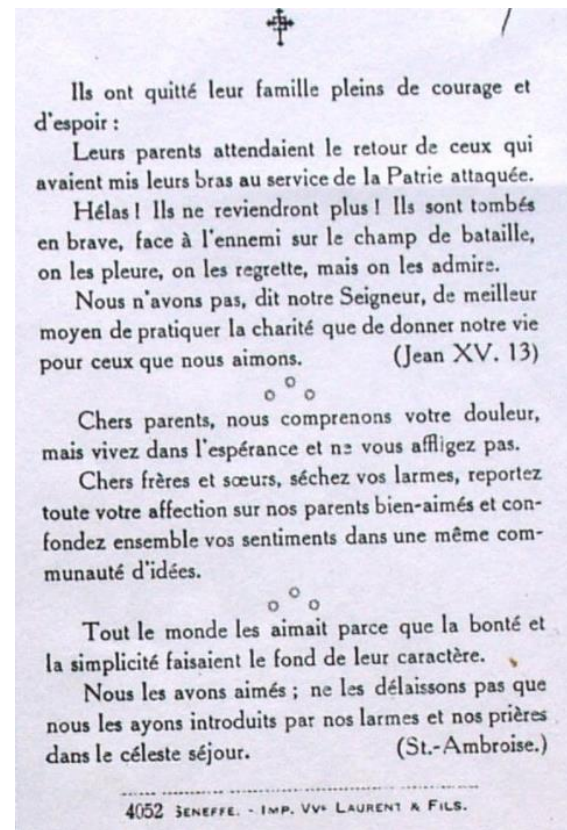 Ils ont quitté leur famille pleins de courage et
d'espoir :
Leurs parents attendaient le retour de ceux qui
avaient mis leurs bras au service de la Patrie attaquée.
Hélas ! Ils ne reviendront plus ! Ils sont tombés
en brave, face à l'ennemi sur le champ de bataille,
on les pleure, on les regrette, mais on les admire.
Nous n'avons pas, dit notre Seigneur, de meilleur
moyen de pratiquer la charité que de donner notre vie
pour ceux que nous aimons. (Jean XV. 13)
Chers parents, nous comprenons votre douleur,
mais vivez dans l'espérance et ne vous affligez pas.
Chers frères et sœurs, séchez vos larmes, reportez
toute votre affection sur nos parents bien-aimés et con-
fondez ensemble vos sentiments dans une même com-
munauté d'idées.
Tout le monde les aimait parce que la bonté et
la simplicité faisaient le fond de leur caractère.
Nous les avons aimés ; ne les délaissons pas que
nous les ayons introduits par nos larmes et nos prières
dans le céleste séjour. (St.-Ambroise.)
4052 SENEFFE. - IMP. VVe LAURENT & FILS.